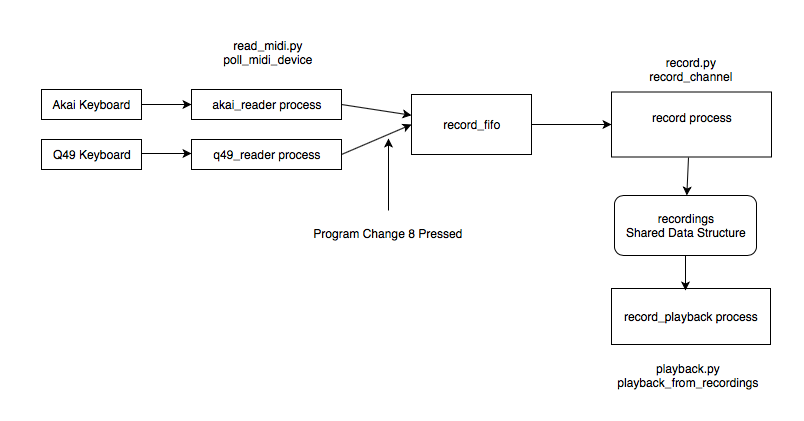 read_midi.py
poll_midi_device
record.py
record_channel
Akai Keyboard
akai_reader process
record_fifo
record process
Q49 Keyboard
q49_reader process
Program Change 8 Pressed
recordings
Shared Data Structure
record_playback process
playback.py
playback_from_recordings